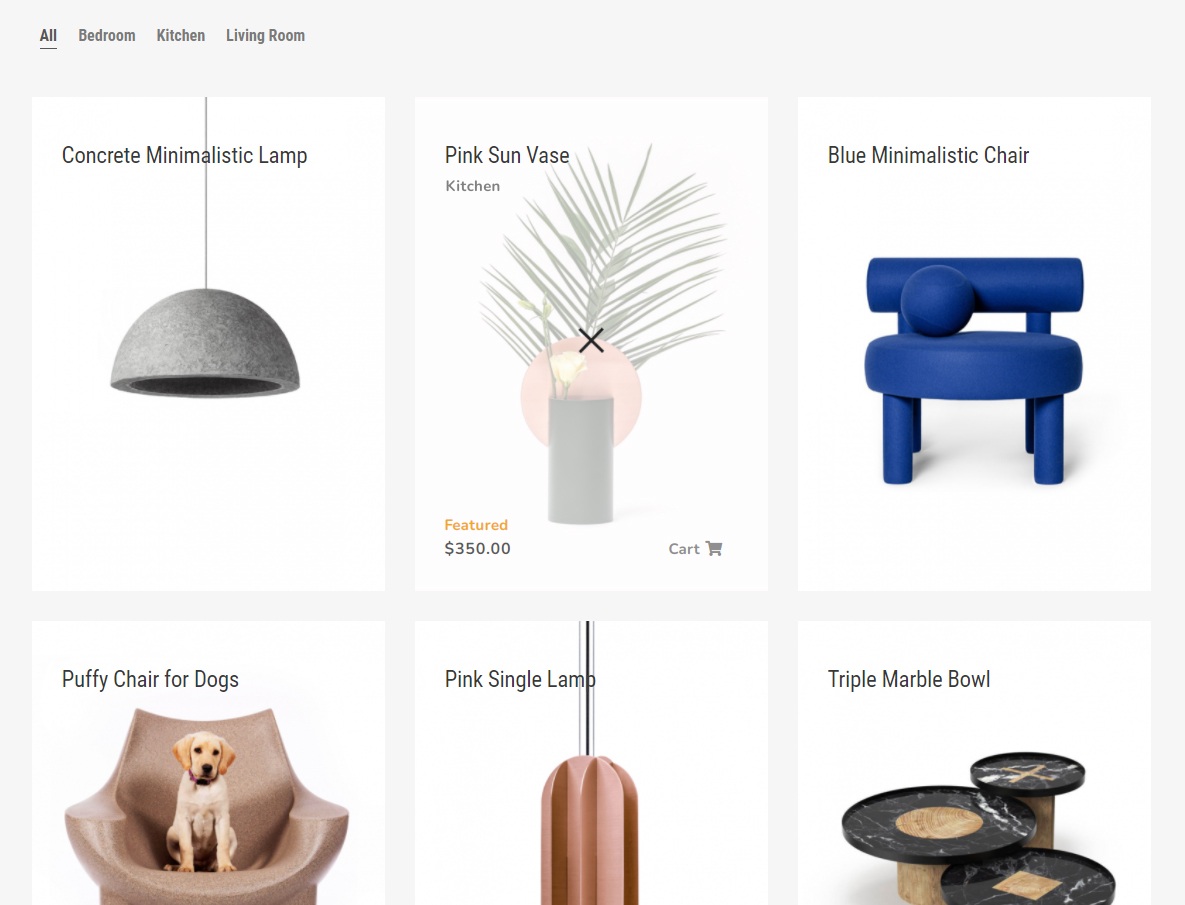 All Bedroom Kitchen Living Room
Concrete Minimalistic Lamp
Pink Sun Vase
Kitchen
Featured
$350.00 Cart
Blue Minimalistic Chair
Puffy Chair for Dogs
Pink Single Lamp
Triple Marble Bowl